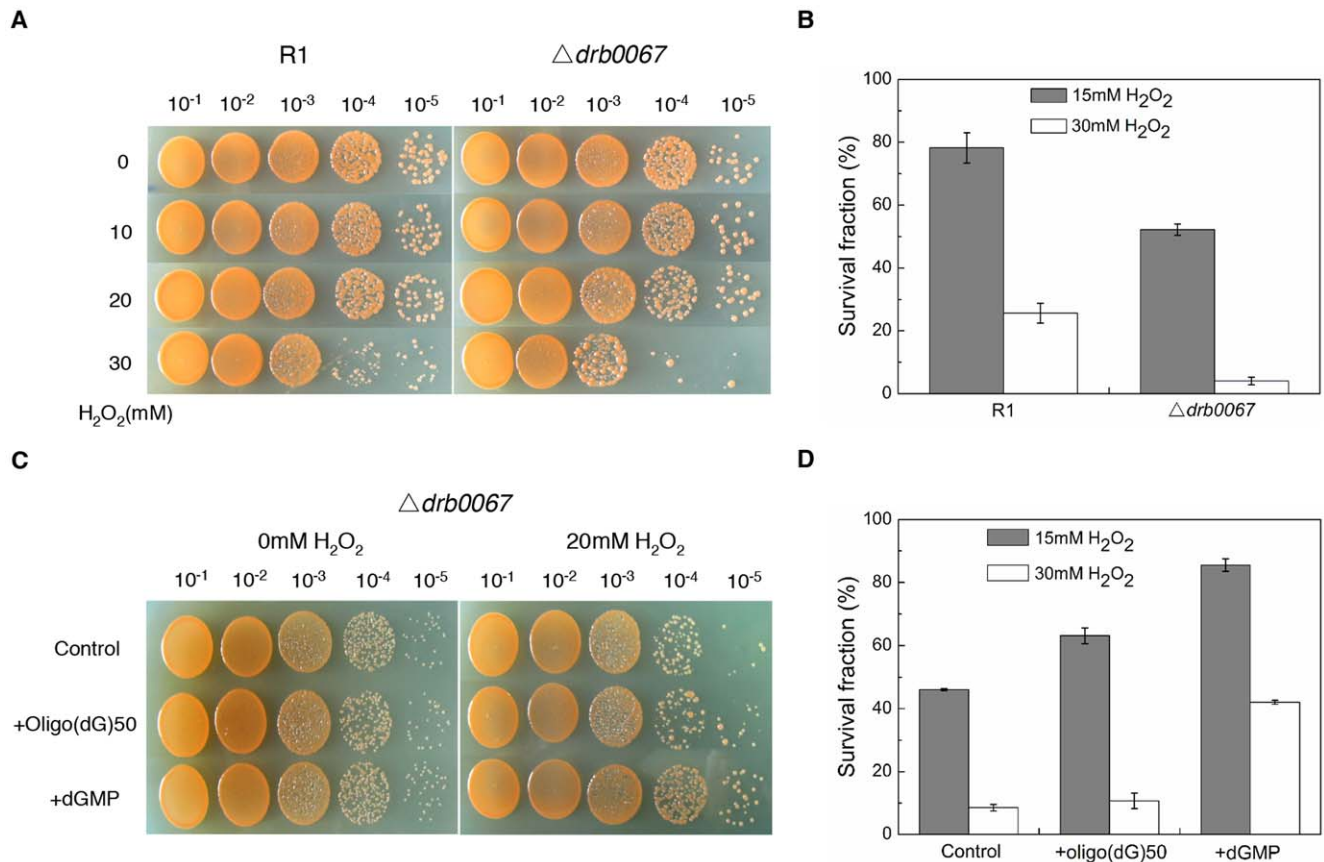 A
R1
△drb0067
10⁻¹ 10⁻² 10⁻³ 10⁻⁴ 10⁻⁵ 10⁻¹ 10⁻² 10⁻³ 10⁻⁴ 10⁻⁵
0
10
20
30
H₂O₂(mM)
B
100
80
60
40
20
0
Survival fraction (%)
15mM H₂O₂
30mM H₂O₂
R1
△drb0067
C
△drb0067
0mM H₂O₂
20mM H₂O₂
10⁻¹ 10⁻² 10⁻³ 10⁻⁴ 10⁻⁵ 10⁻¹ 10⁻² 10⁻³ 10⁻⁴ 10⁻⁵
Control
+Oligo(dG)50
+dGMP
D
100
80
60
40
20
0
Survival fraction (%)
15mM H₂O₂
30mM H₂O₂
Control
+oligo(dG)50
+dGMP